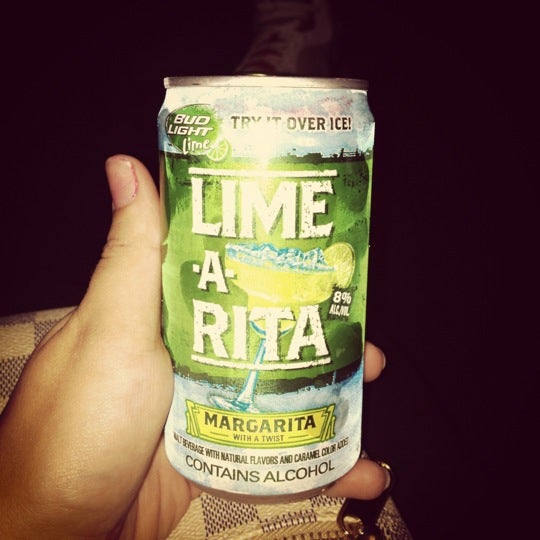 BUD
LIGHT
Lime
TRY IT OVER ICE!
LIME
-A-
RITA
8%
ALC./VOL.
MARGARITA
WITH A TWIST
MALT BEVERAGE WITH NATURAL FLAVORS AND CARAMEL COLOR ADDED
CONTAINS ALCOHOL